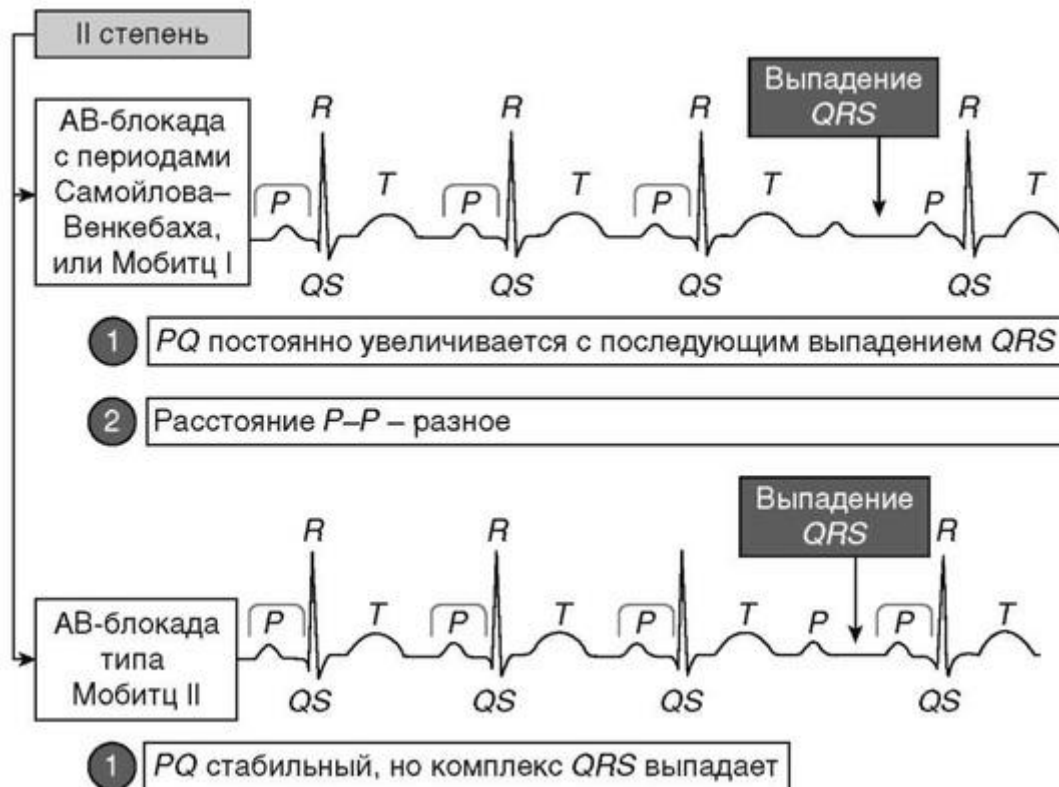 II степень
АВ-блокада
с периодами
Самойлова–
Венкебаха,
или Мобитц I
Выпадение
QRS
R R R R
P T P T P T P T
QS QS QS QS
1 PQ постоянно увеличивается с последующим выпадением QRS
2 Расстояние P–P – разное
Выпадение
QRS
R R R
АВ-блокада
типа
Мобитц II
P T P T P T P P T
QS QS QS QS
1 PQ стабильный, но комплекс QRS выпадает